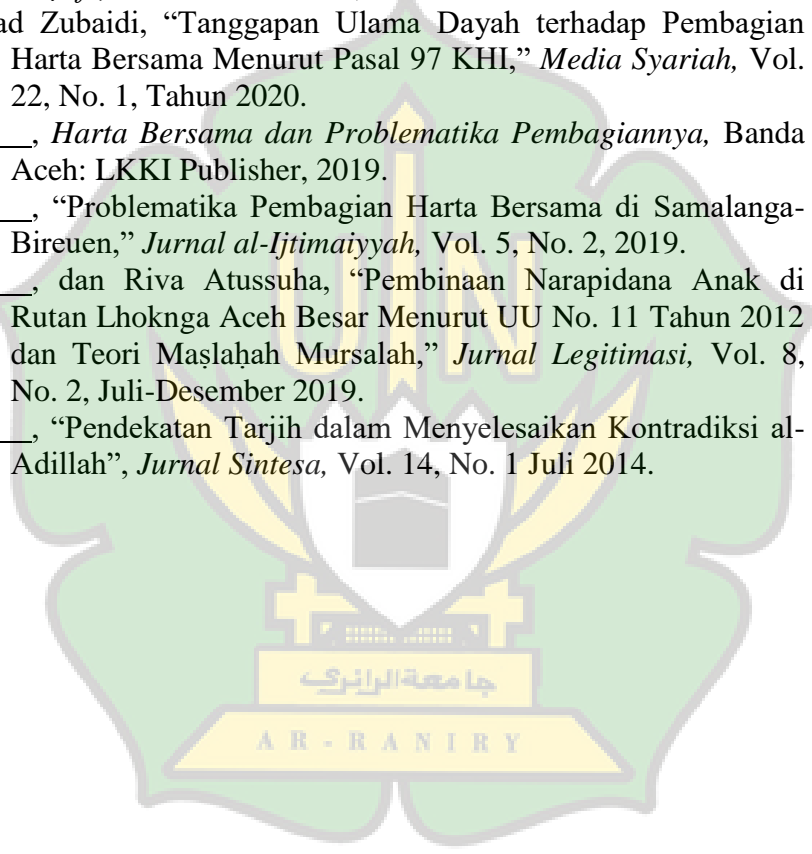 ad Zubaidi, “Tanggapan Ulama Dayah terhadap Pembagian
Harta Bersama Menurut Pasal 97 KHI,” Media Syariah, Vol.
22, No. 1, Tahun 2020.
__, Harta Bersama dan Problematika Pembagiannya, Banda
Aceh: LKKI Publisher, 2019.
__, “Problematika Pembagian Harta Bersama di Samalanga-
Bireuen,” Jurnal al-Ijtimaiyyah, Vol. 5, No. 2, 2019.
__, dan Riva Atussuha, “Pembinaan Narapidana Anak di
Rutan Lhoknga Aceh Besar Menurut UU No. 11 Tahun 2012
dan Teori Maṣlaḥah Mursalah,” Jurnal Legitimasi, Vol. 8,
No. 2, Juli-Desember 2019.
__, “Pendekatan Tarjih dalam Menyelesaikan Kontradiksi al-
Adillah”, Jurnal Sintesa, Vol. 14, No. 1 Juli 2014.
UIN
جامعة الرانري
AR-RANIRY